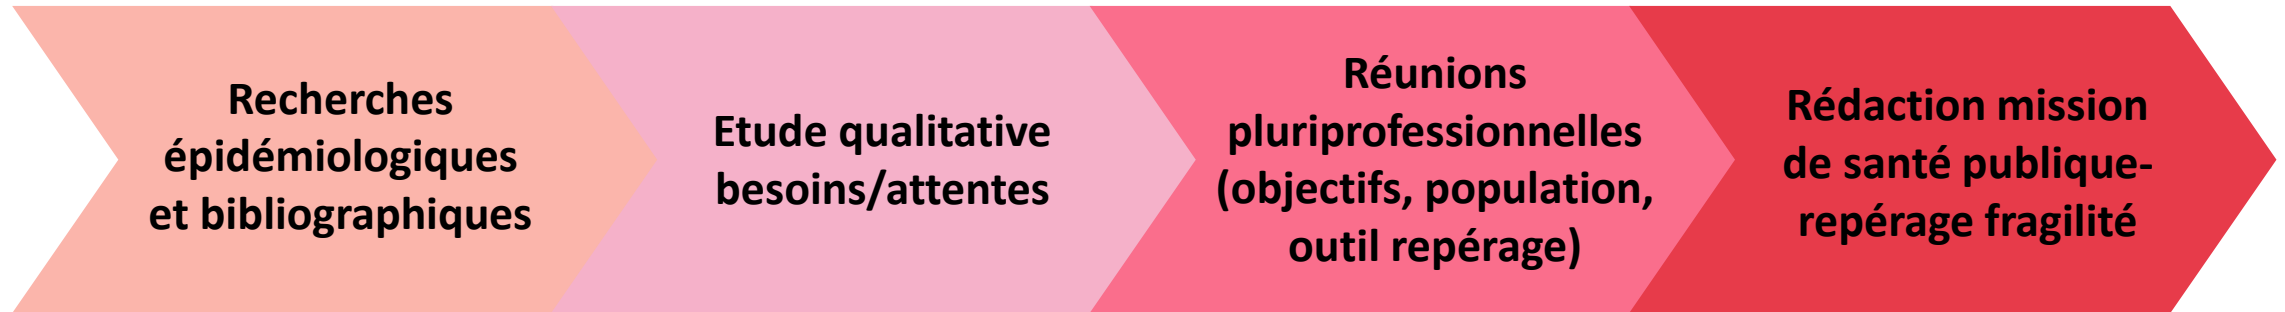 Recherches
épidémiologiques
et bibliographiques
Etude qualitative
besoins/attentes
Réunions
pluriprofessionnelles
(objectifs, population,
outil repérage)
Rédaction mission
de santé publique-
repérage fragilité